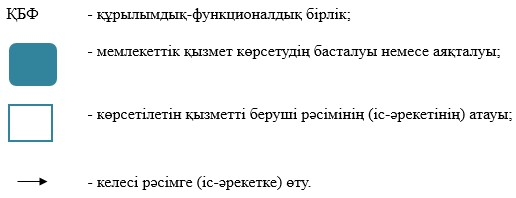 ҚБФ - құрылымдық-функционалдық бірлік;
- мемлекеттік қызмет көрсетудің басталуы немесе аяқталуы;
- көрсетілетін қызметті беруші рәсімінің (іс-әрекетінің) атауы;
- келесі рәсімге (іс-әрекетке) өту.